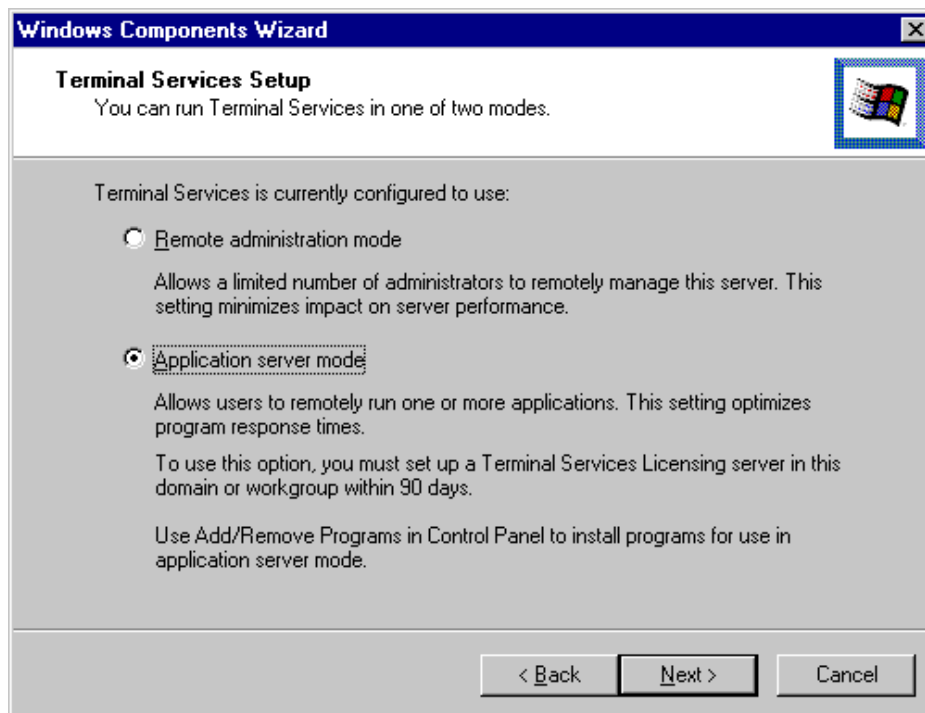 Windows Components Wizard
Terminal Services Setup
You can run Terminal Services in one of two modes.
Terminal Services is currently configured to use:
Remote administration mode
Allows a limited number of administrators to remotely manage this server. This
setting minimizes impact on server performance.
Application server mode
Allows users to remotely run one or more applications. This setting optimizes
program response times.
To use this option, you must set up a Terminal Services Licensing server in this
domain or workgroup within 90 days.
Use Add/Remove Programs in Control Panel to install programs for use in
application server mode.
< Back Next > Cancel